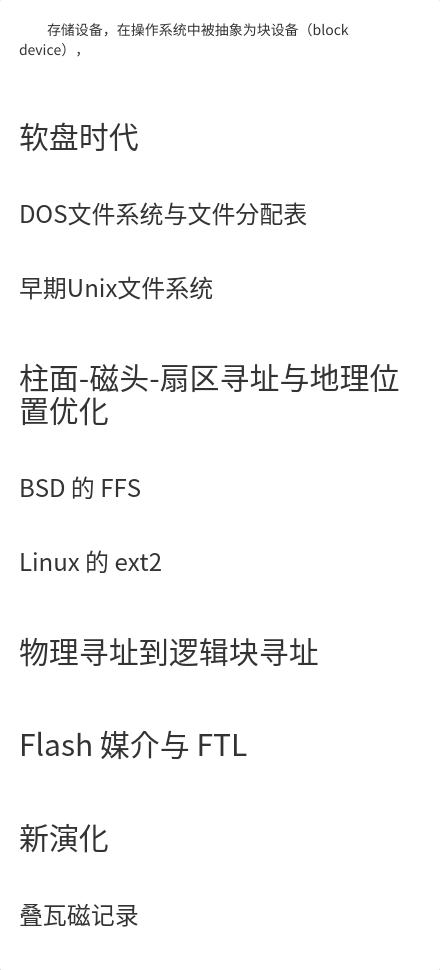 存储设备，在操作系统中被抽象为块设备（block
device），
软盘时代
DOS文件系统与文件分配表
早期Unix文件系统
柱面-磁头-扇区寻址与地理位
置优化
BSD 的 FFS
Linux 的 ext2
物理寻址到逻辑块寻址
Flash 媒介与 FTL
新演化
叠瓦磁记录